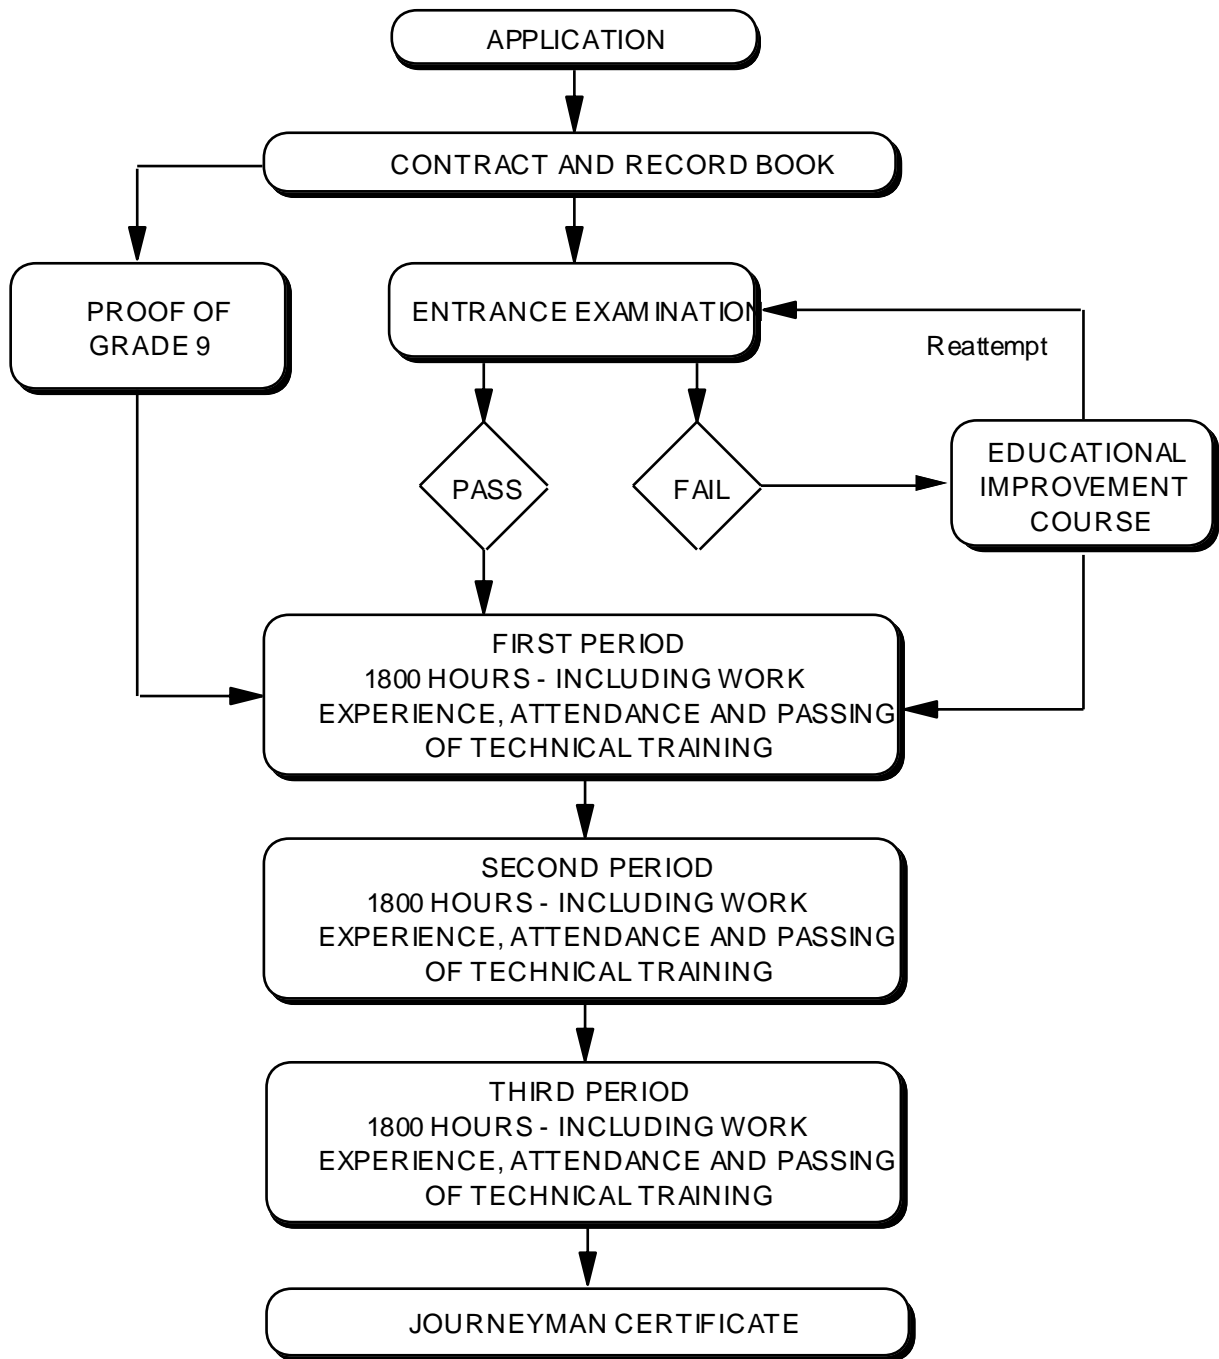 APPLICATION
CONTRACT AND RECORD BOOK
PROOF OF
GRADE 9
ENTRANCE EXAMINATION
Reattempt
EDUCATIONAL
IMPROVEMENT
COURSE
PASS
FAIL
FIRST PERIOD
1800 HOURS - INCLUDING WORK
EXPERIENCE, ATTENDANCE AND PASSING
OF TECHNICAL TRAINING
SECOND PERIOD
1800 HOURS - INCLUDING WORK
EXPERIENCE, ATTENDANCE AND PASSING
OF TECHNICAL TRAINING
THIRD PERIOD
1800 HOURS - INCLUDING WORK
EXPERIENCE, ATTENDANCE AND PASSING
OF TECHNICAL TRAINING
JOURNEYMAN CERTIFICATE